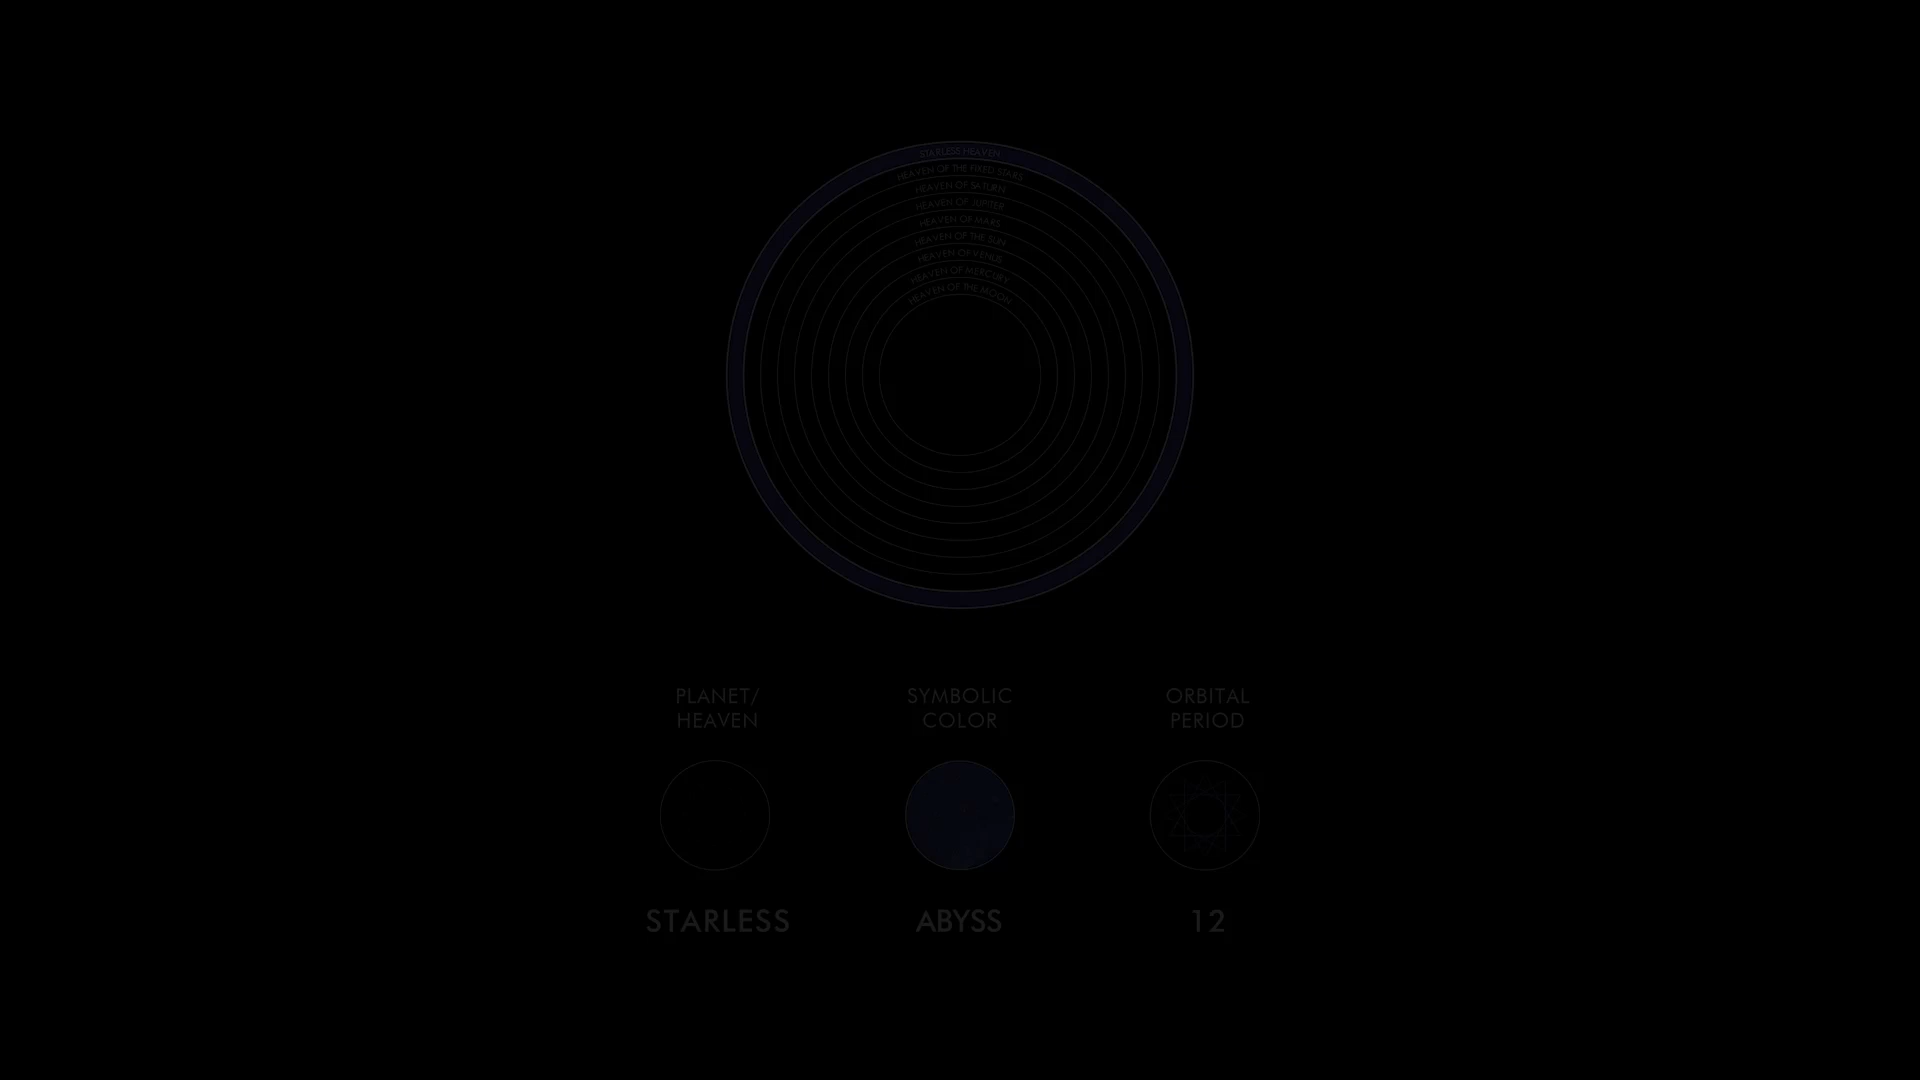 STARLESS HEAVEN
HEAVEN OF THE FIXED STARS
HEAVEN OF SATURN
HEAVEN OF JUPITER
HEAVEN OF MARS
HEAVEN OF THE SUN
HEAVEN OF VENUS
HEAVEN OF MERCURY
HEAVEN OF THE MOON
PLANET/
HEAVEN
SYMBOLIC
COLOR
ORBITAL
PERIOD
STARLESS
ABYSS
12